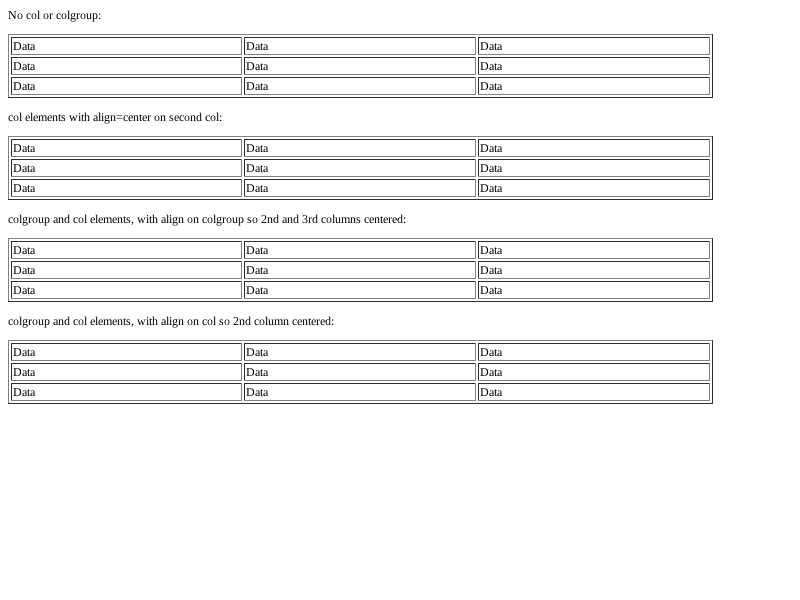 No col or colgroup:
Data Data Data
Data Data Data
Data Data Data
col elements with align=center on second col:
Data Data Data
Data Data Data
Data Data Data
colgroup and col elements, with align on colgroup so 2nd and 3rd columns centered:
Data Data Data
Data Data Data
Data Data Data
colgroup and col elements, with align on col so 2nd column centered:
Data Data Data
Data Data Data
Data Data Data